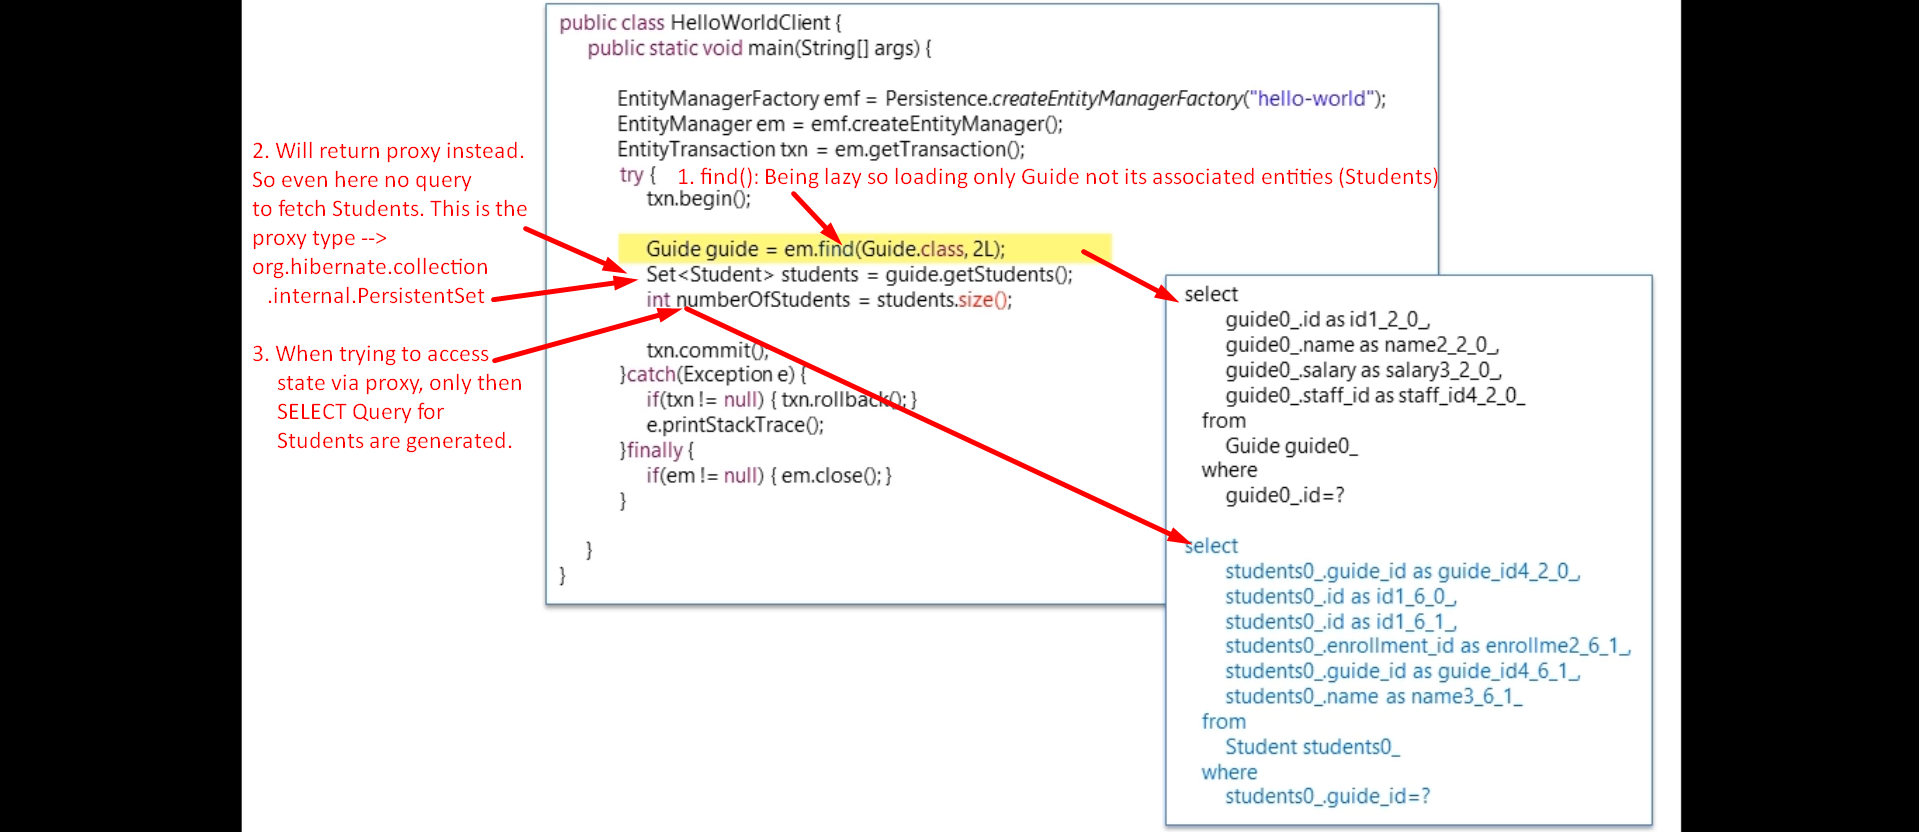 public class HelloWorldClient {
public static void main(String[] args) {
EntityManagerFactory emf = Persistence.createEntityManagerFactory("hello-world");
EntityManager em = emf.createEntityManager();
EntityTransaction txn = em.getTransaction();
try {
1. find(): Being lazy so loading only Guide not its associated entities (Students)
txn.begin();
Guide guide = em.find(Guide.class, 2L);
Set<Student> students = guide.getStudents();
int numberOfStudents = students.size();
txn.commit();
}catch(Exception e) {
if(txn != null) { txn.rollback(); }
e.printStackTrace();
}finally {
if(em != null) { em.close(); }
}
}
}
2. Will return proxy instead.
So even here no query
to fetch Students. This is the
proxy type -->
org.hibernate.collection
.internal.PersistentSet
3. When trying to access
state via proxy, only then
SELECT Query for
Students are generated.
select
guide0_.id as id1_2_0_,
guide0_.name as name2_2_0_,
guide0_.salary as salary3_2_0_,
guide0_.staff_id as staff_id4_2_0_
from
Guide guide0_
where
guide0_.id=?
select
students0_.guide_id as guide_id4_2_0_,
students0_.id as id1_6_0_,
students0_.id as id1_6_1_,
students0_.enrollment_id as enrollme2_6_1_,
students0_.guide_id as guide_id4_6_1_,
students0_.name as name3_6_1_
from
Student students0_
where
students0_.guide_id=?